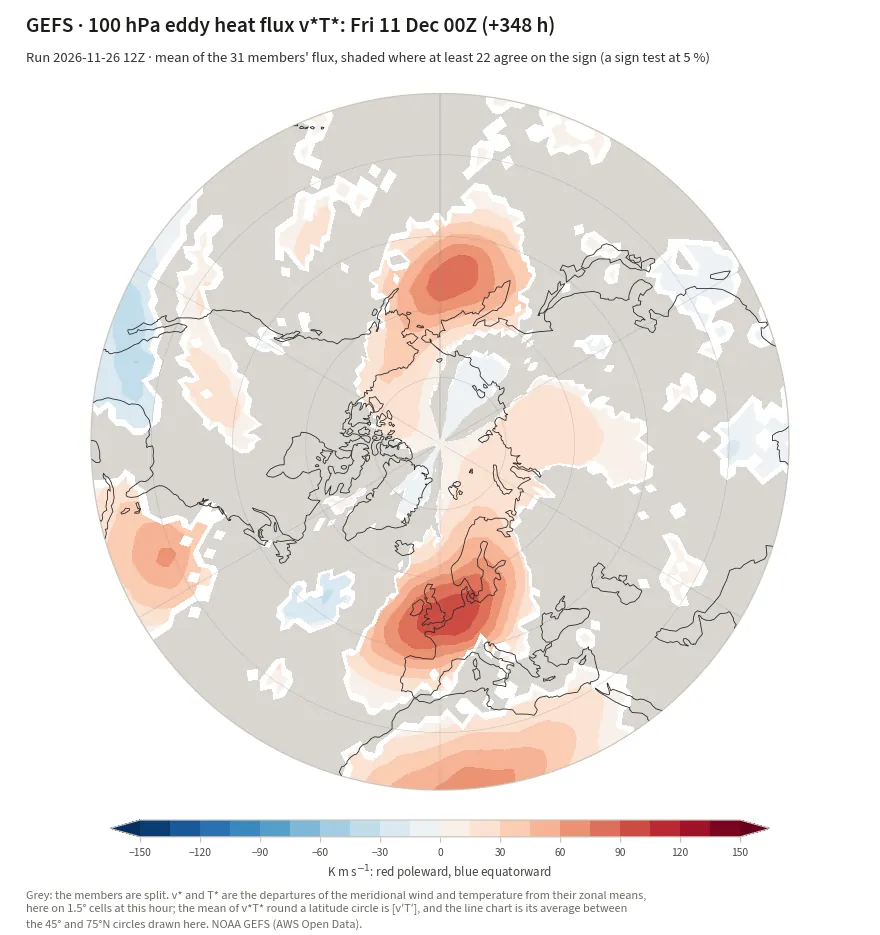 GEFS · 100 hPa eddy heat flux v*T*: Fri 11 Dec 00Z (+348 h)
Run 2026-11-26 12Z · mean of the 31 members' flux, shaded where at least 22 agree on the sign (a sign test at 5 %)
−150 −120 −90 −60 −30 0 30 60 90 120 150
K m s⁻¹: red poleward, blue equatorward
Grey: the members are split. v* and T* are the departures of the meridional wind and temperature from their zonal means,
here on 1.5° cells at this hour; the mean of v*T* round a latitude circle is [v'T'], and the line chart is its average between
the 45° and 75°N circles drawn here. NOAA GEFS (AWS Open Data).